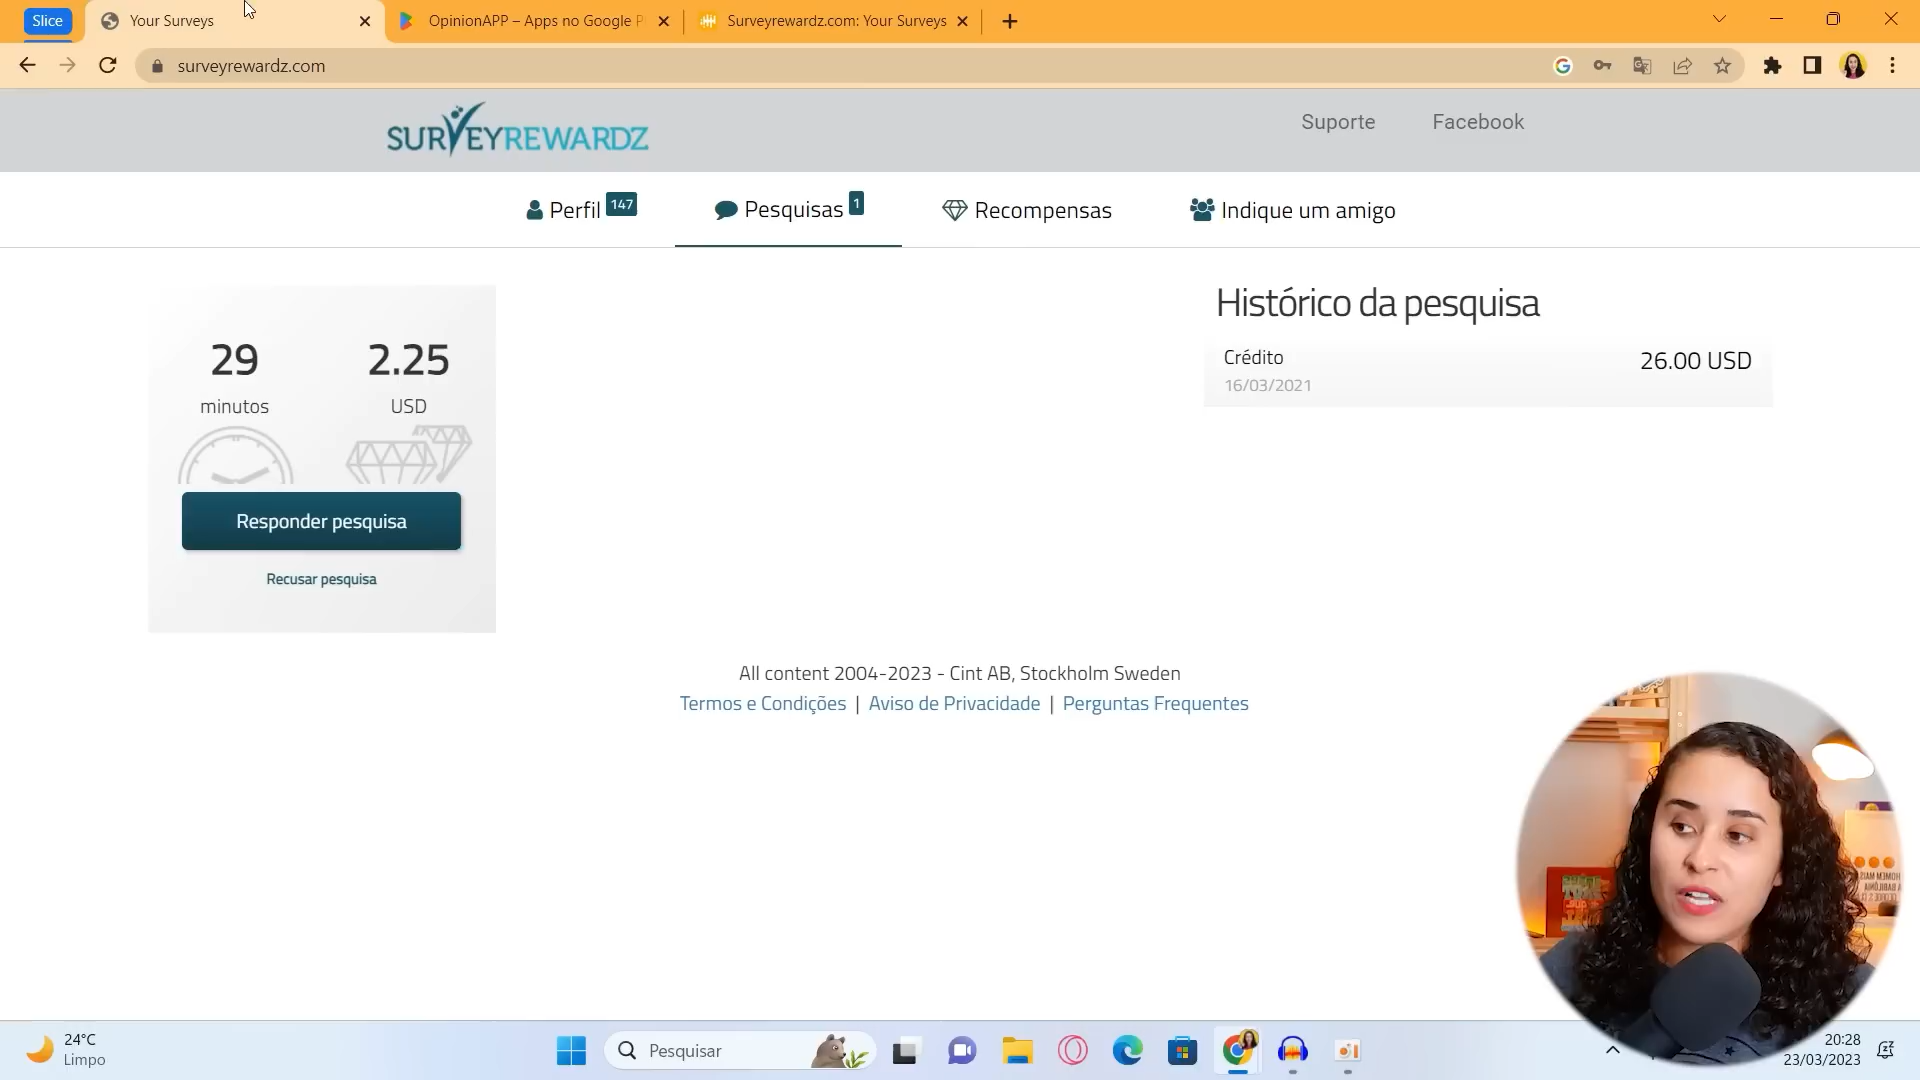 Slice
Your Surveys
OpinionAPP – Apps no Google P
Surveyrewardz.com: Your Surveys
surveyrewardz.com
SURVEYREWARDZ
Suporte
Facebook
Perfil 147
Pesquisas 1
Recompensas
Indique um amigo
29
minutos
2.25
USD
Responder pesquisa
Recusar pesquisa
Histórico da pesquisa
Crédito
26.00 USD
16/03/2021
All content 2004-2023 - Cint AB, Stockholm Sweden
Termos e Condições | Aviso de Privacidade | Perguntas Frequentes
24°C
Limpo
Pesquisar
20:28
23/03/2023